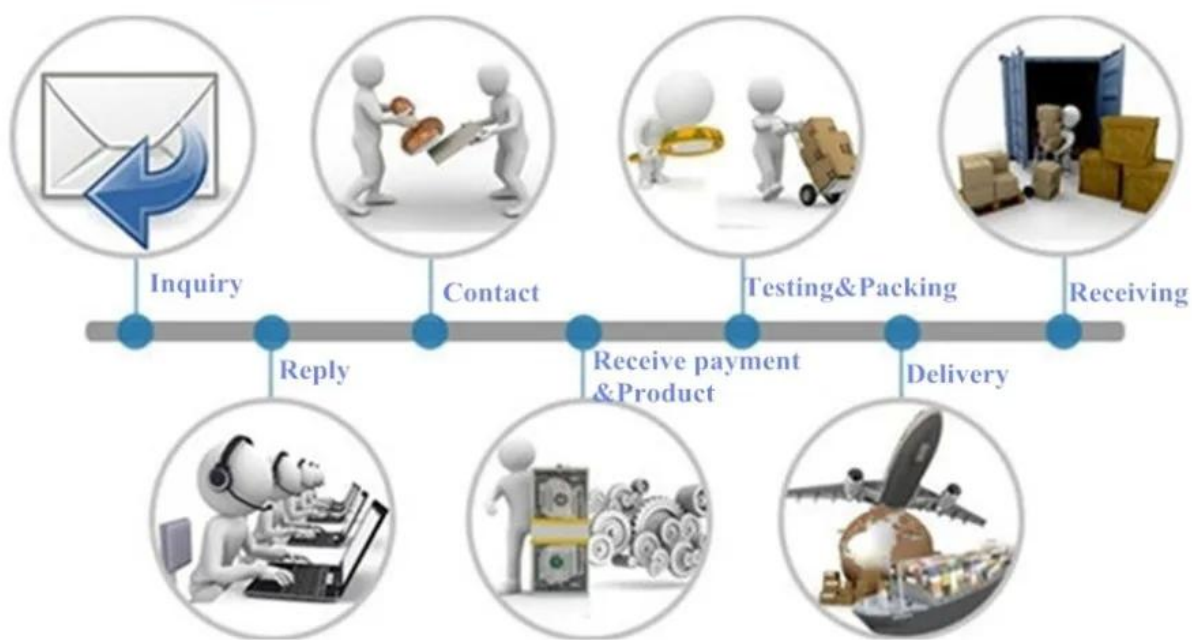 Inquiry
Reply
Contact
Receive payment
&Product
Testing&Packing
Delivery
Receiving